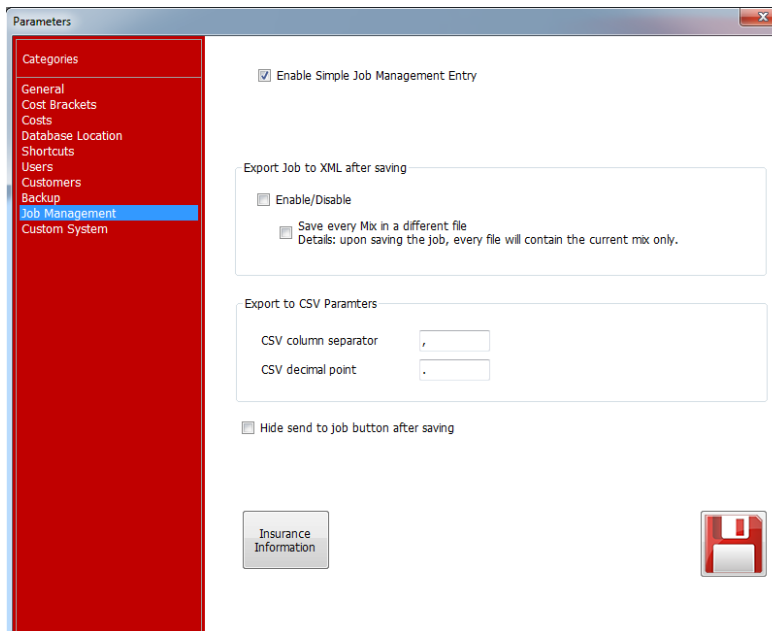 Parameters
Categories
General
Cost Brackets
Costs
Database Location
Shortcuts
Users
Customers
Backup
Job Management
Custom System
Enable Simple Job Management Entry
Export Job to XML after saving
Enable/Disable
Save every Mix in a different file
Details: upon saving the job, every file will contain the current mix only.
Export to CSV Paramters
CSV column separator ,
CSV decimal point .
Hide send to job button after saving
Insurance
Information